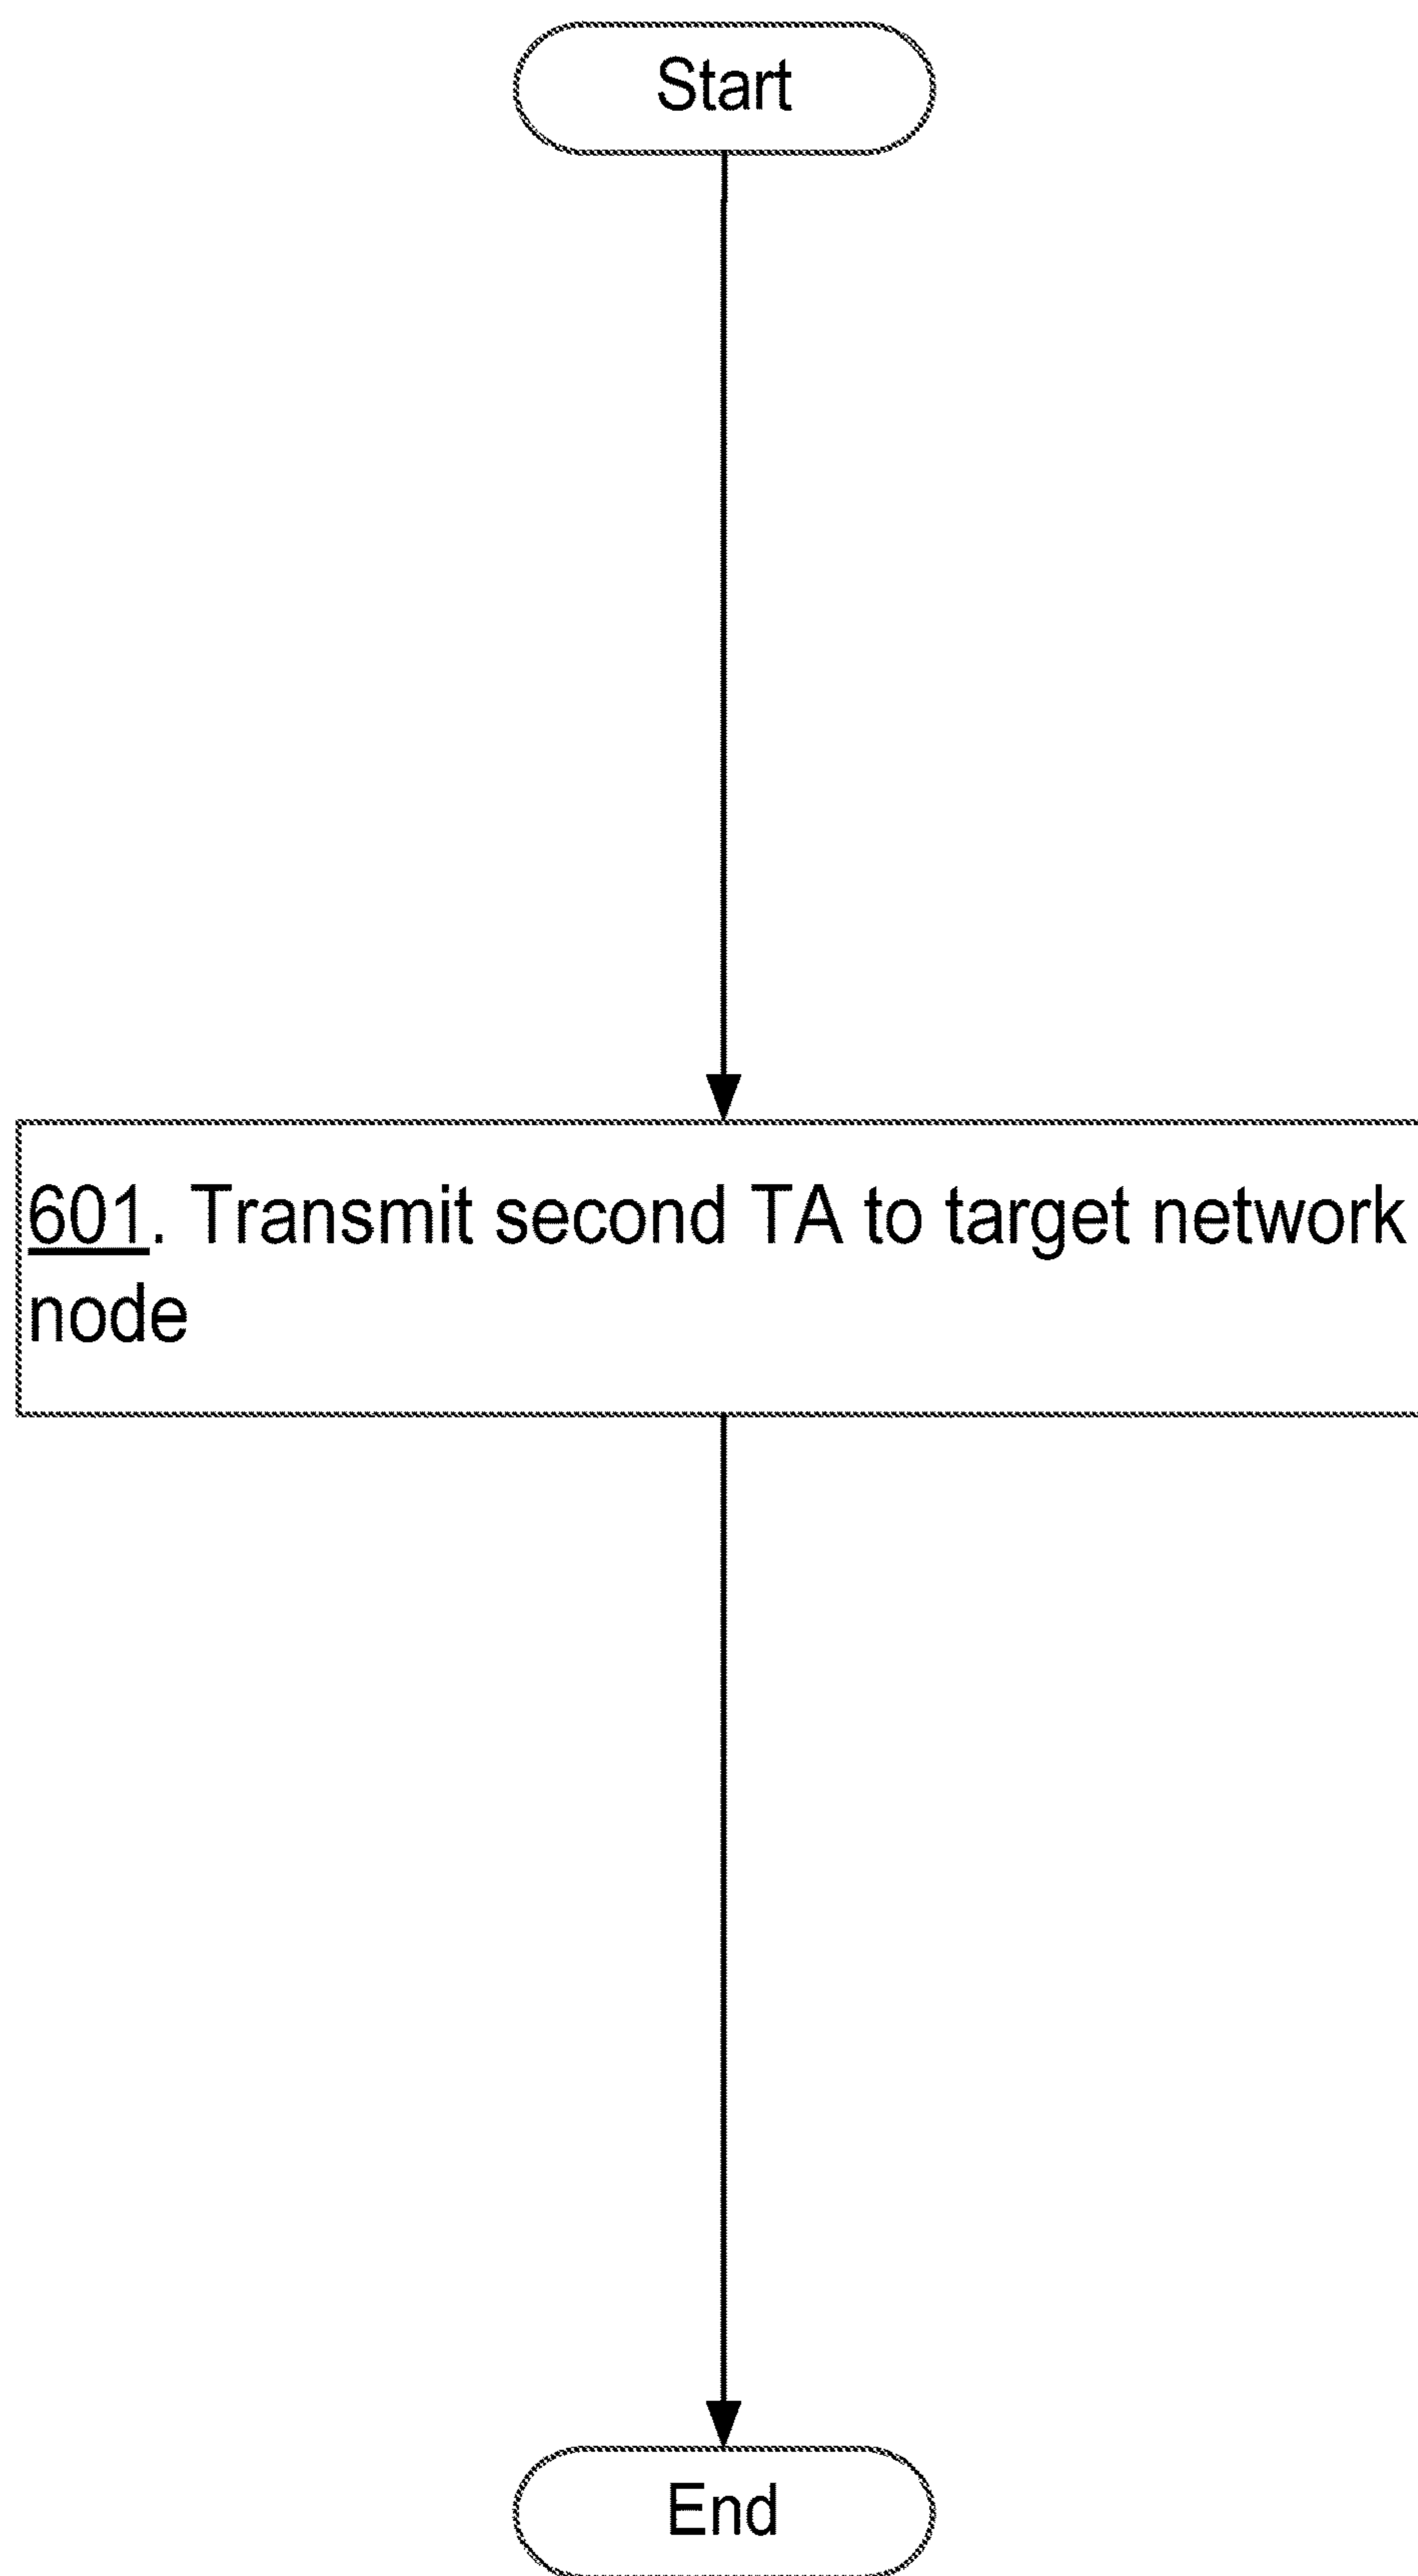 Start
601. Transmit second TA to target network
node
End